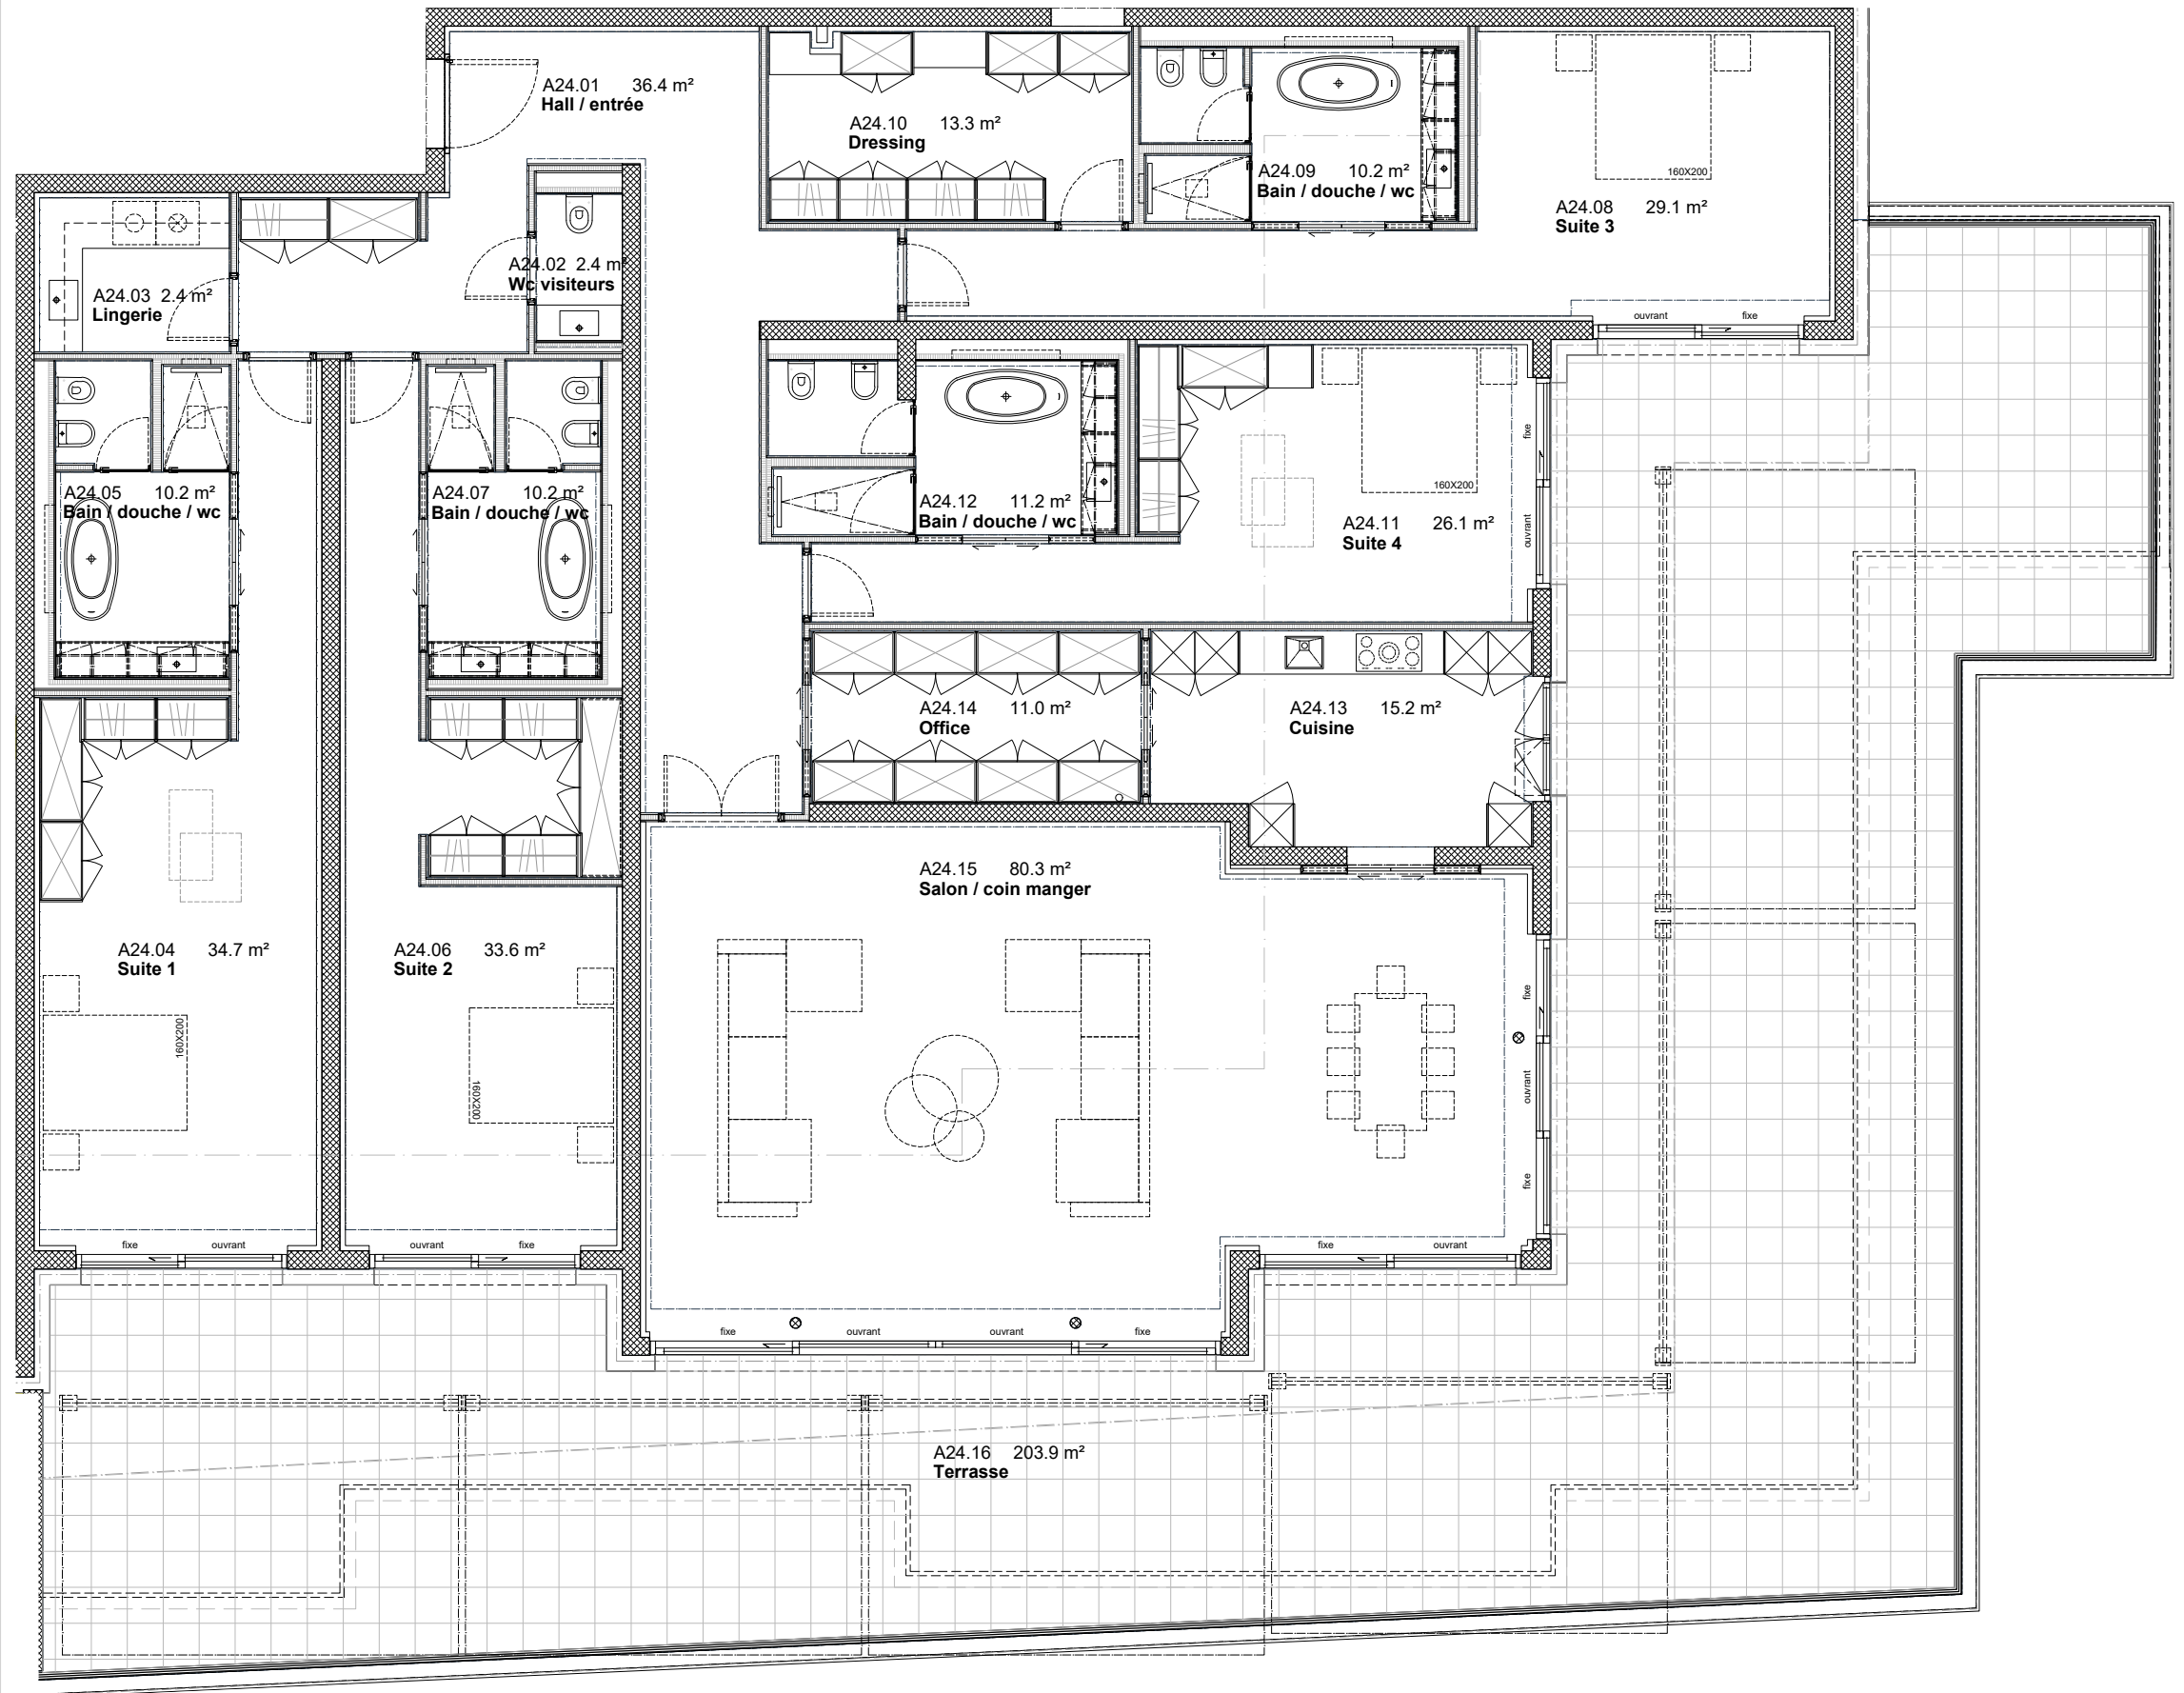 A24.01 36.4 m²
Hall / entrée
A24.10 13.3 m²
Dressing
A24.09 10.2 m²
Bain / douche / wc
160X200
A24.08 29.1 m²
Suite 3
A24.02 2.4 m²
Wc visiteurs
A24.03 2.4 m²
Lingerie
ouvrant fixe
A24.05 10.2 m²
Bain / douche / wc
A24.07 10.2 m²
Bain / douche / wc
A24.12 11.2 m²
Bain / douche / wc
160X200
A24.11 26.1 m²
Suite 4
fixe
ouvrant
A24.14 11.0 m²
Office
A24.13 15.2 m²
Cuisine
A24.15 80.3 m²
Salon / coin manger
A24.04 34.7 m²
Suite 1
160X200
A24.06 33.6 m²
Suite 2
160X200
fixe
ouvrant
fixe
fixe ouvrant
ouvrant fixe
fixe ouvrant
fixe ouvrant ouvrant fixe
A24.16 203.9 m²
Terrasse